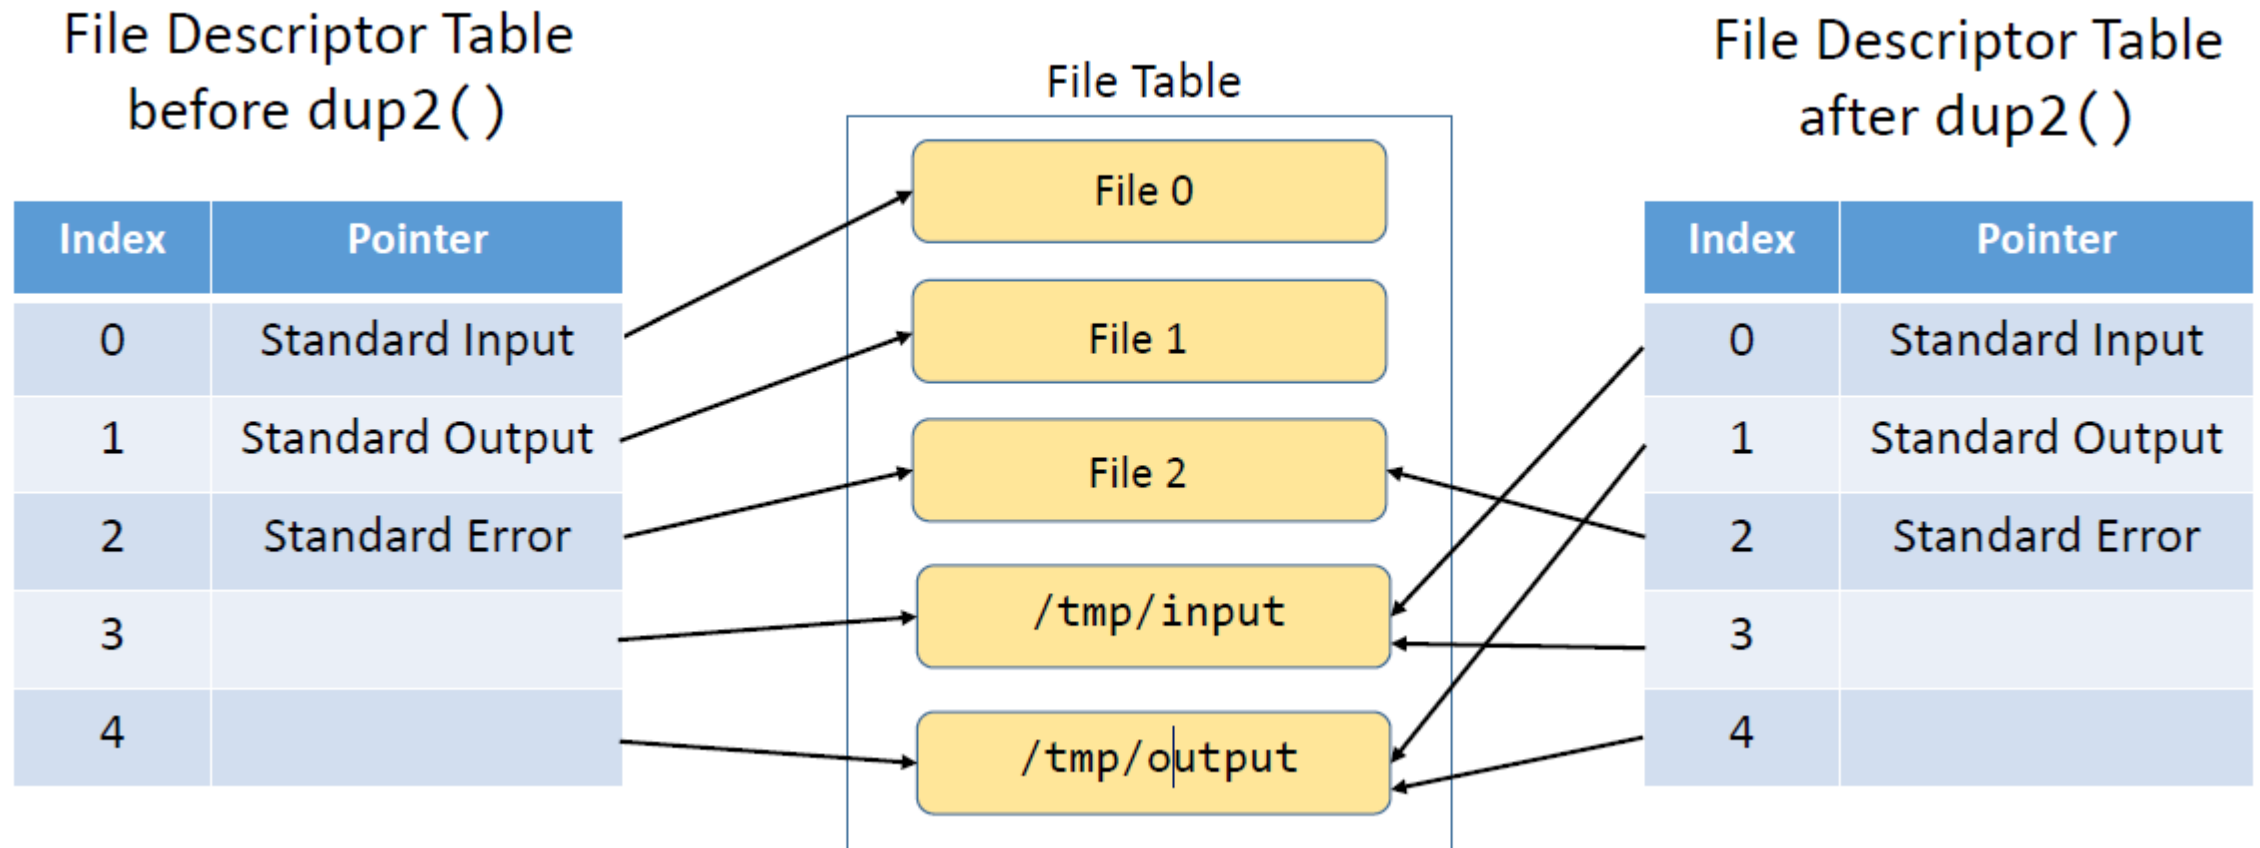 File Descriptor Table
before dup2()
Index Pointer
0 Standard Input
1 Standard Output
2 Standard Error
3
4
File Table
File 0
File 1
File 2
/tmp/input
/tmp/output
File Descriptor Table
after dup2()
Index Pointer
0 Standard Input
1 Standard Output
2 Standard Error
3
4